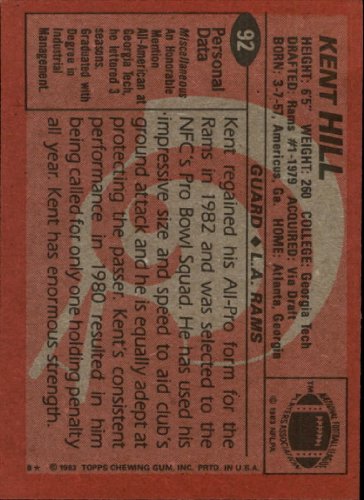 KENT HILL
HEIGHT: 6'5" WEIGHT: 260 COLLEGE: Georgia Tech
DRAFTED: Rams #1-1979 ACQUIRED: Via Draft
BORN: 3-7-57, Americus, Ga. HOME: Atlanta, Georgia
92
GUARD ◆ L.A. RAMS
Personal
Data
Miscellaneous
An Honorable
Mention
All-American at
Georgia Tech,
he lettered 3
seasons.
Graduated with
Degree in
Industrial
Management.
Kent regained his All-Pro form for the
Rams in 1982 and was selected to the
NFC's Pro Bowl Squad. He has used his
impressive size and speed to aid club's
ground attack and he is equally adept at
protecting the passer. Kent's consistent
performance in 1980 resulted in him
being called for only one holding penalty
all year. Kent has enormous strength.
NATIONAL FOOTBALL LEAGUE
PLAYERS ASSOCIATION
TM
© 1983 NFLPA
B★ © 1983 TOPPS CHEWING GUM, INC. PRTD. IN U.S.A.